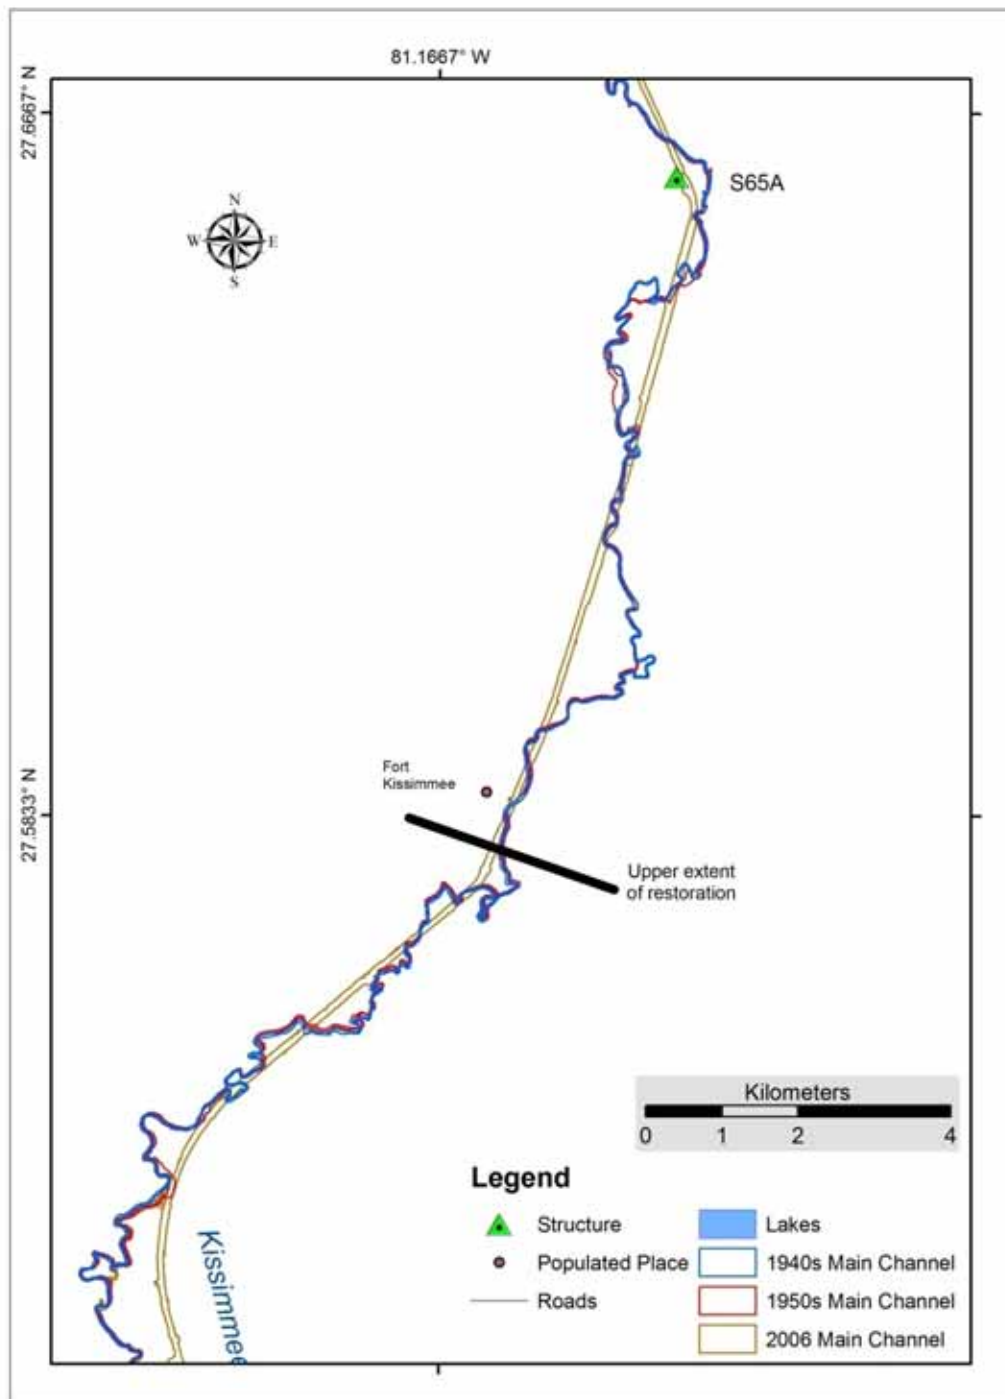 81.1667° W
27.6667° N
S65A
N
W E
S
Fort
Kissimmee
27.5833° N
Upper extent
of restoration
Kilometers
0 1 2 4
Legend
Structure
Populated Place
Roads
Lakes
1940s Main Channel
1950s Main Channel
2006 Main Channel
Kissimmee